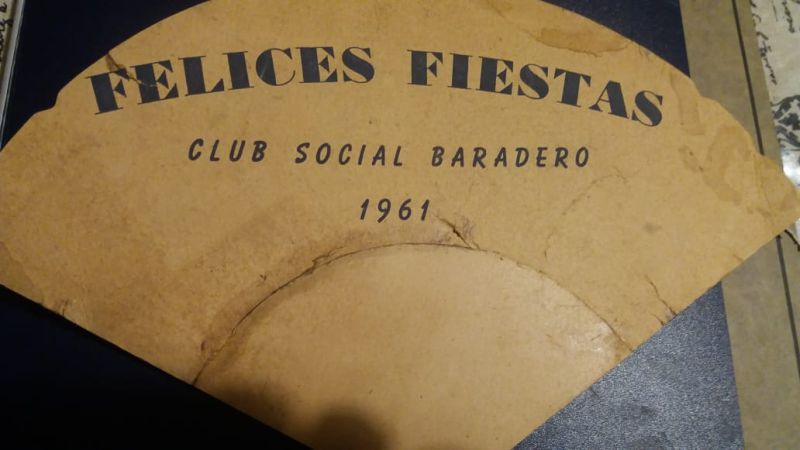 FELICES FIESTAS
CLUB SOCIAL BARADERO
1961